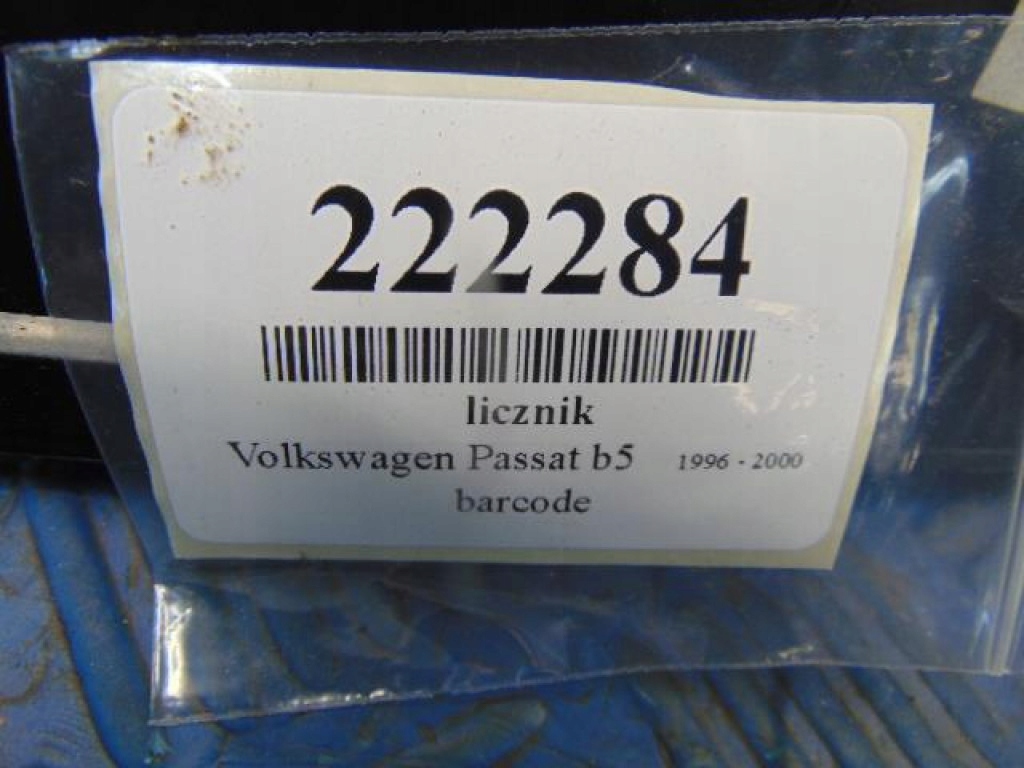 222284
licznik
Volkswagen Passat b5 1996 - 2000
barcode